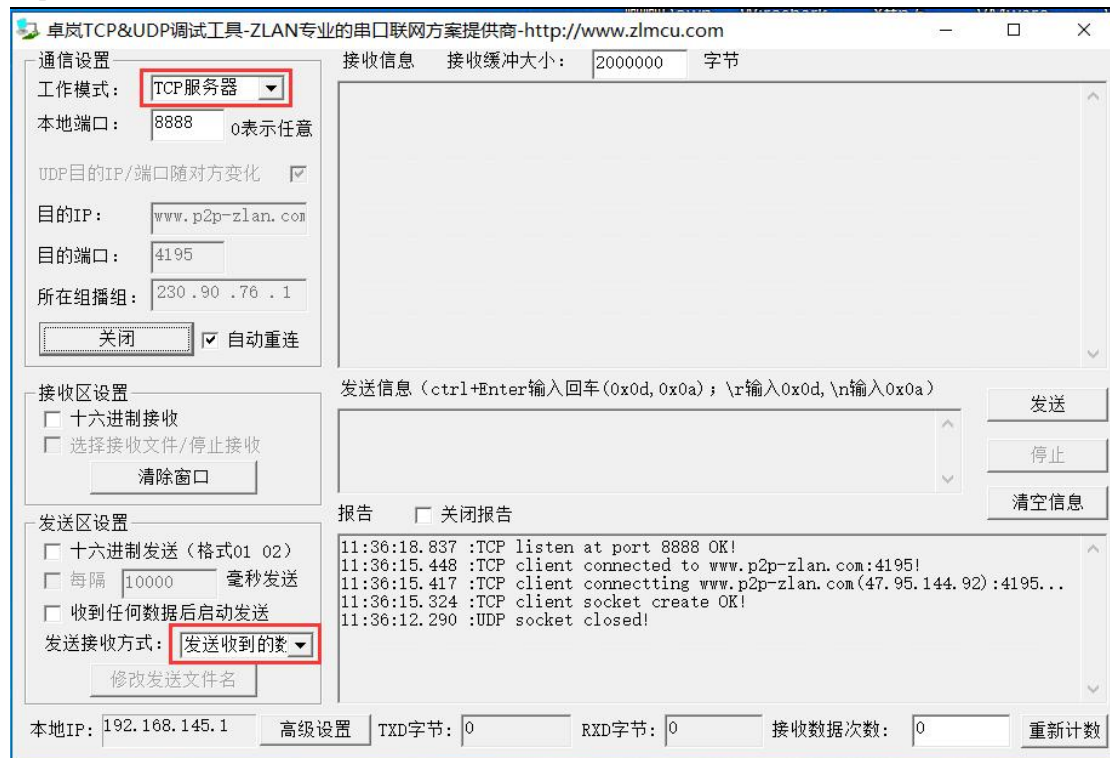 卓岚TCP&UDP调试工具-ZLAN专业的串口联网方案提供商-http://www.zlmcu.com
通信设置
工作模式： TCP服务器
本地端口： 8888 0表示任意
UDP目的IP/端口随对方变化
目的IP： www.p2p-zlan.com
目的端口： 4195
所在组播组： 230 .90 .76 . 1
关闭 自动重连
接收信息 接收缓冲大小： 2000000 字节
接收区设置
十六进制接收
选择接收文件/停止接收
清除窗口
发送信息（ctrl+Enter输入回车(0x0d,0x0a)；\r输入0x0d,\n输入0x0a）
发送
停止
清空信息
发送区设置
十六进制发送（格式01 02）
每隔 10000 毫秒发送
收到任何数据后启动发送
发送接收方式： 发送收到的数
修改发送文件名
报告 关闭报告
11:36:18.837 :TCP listen at port 8888 OK!
11:36:15.448 :TCP client connected to www.p2p-zlan.com:4195!
11:36:15.417 :TCP client connectting www.p2p-zlan.com(47.95.144.92):4195...
11:36:15.324 :TCP client socket create OK!
11:36:12.290 :UDP socket closed!
本地IP： 192.168.145.1 高级设置 TXD字节： 0 RXD字节： 0 接收数据次数： 0 重新计数